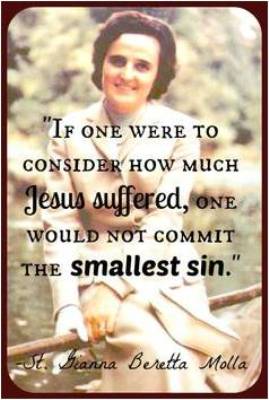 "If one were to
consider how much
Jesus suffered, one
would not commit
the smallest sin."
-St. Gianna Beretta Molla